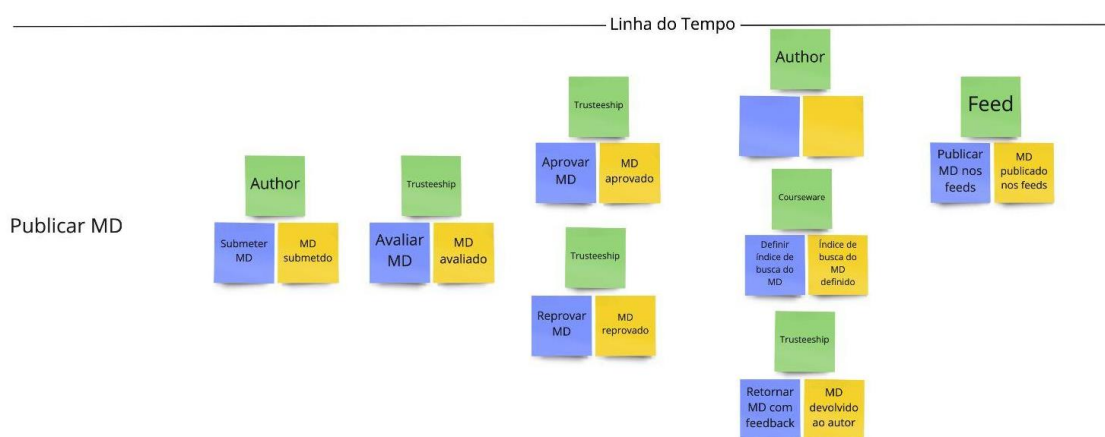 Linha do Tempo
Publicar MD
Author
Submeter
MD
MD
submetdo
Trusteeship
Avaliar
MD
MD
avaliado
Trusteeship
Aprovar
MD
MD
aprovado
Trusteeship
Reprovar
MD
MD
reprovado
Author
Courseware
Definir
índice de
busca do
MD
Índice de
busca do
MD
definido
Trusteeship
Retornar
MD com
feedback
MD
devolvido
ao autor
Feed
Publicar
MD nos
feeds
MD
publicado
nos feeds